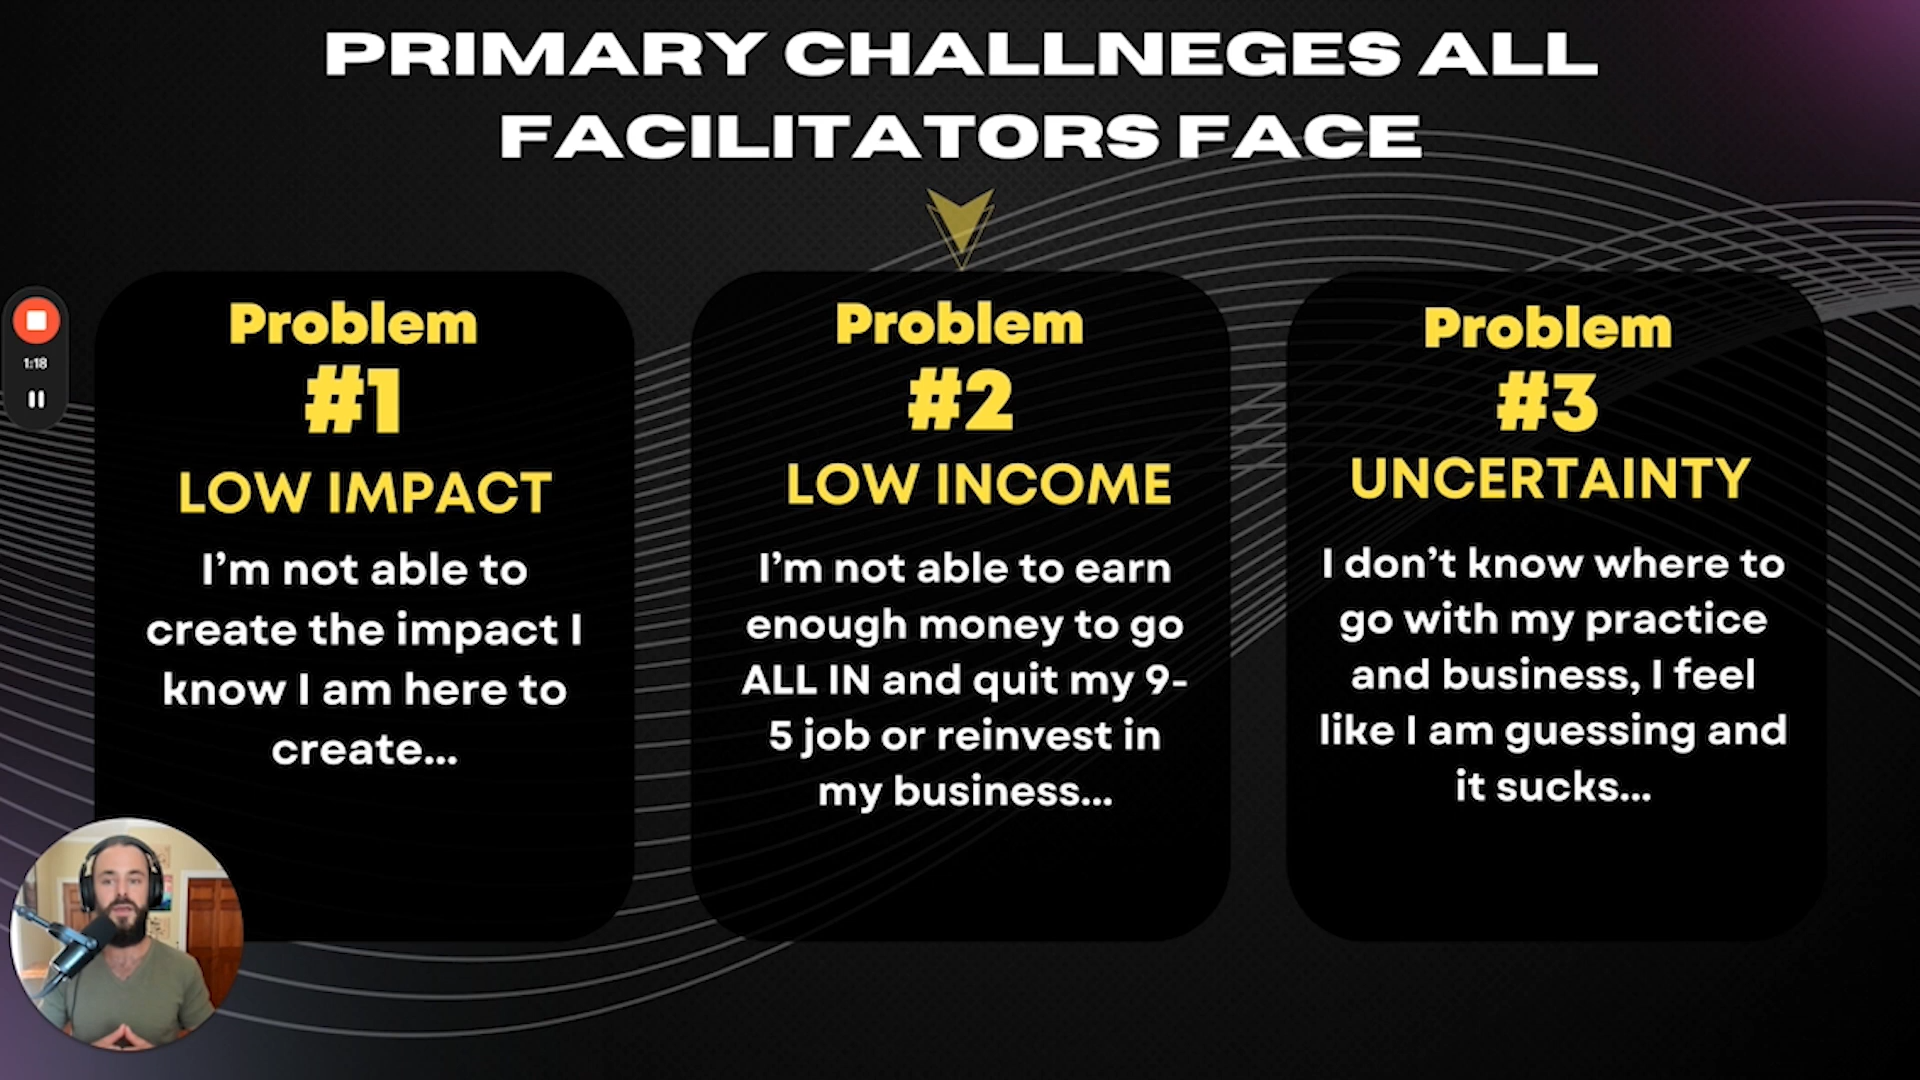 PRIMARY CHALLNEGES ALL
FACILITATORS FACE
Problem
#1
LOW IMPACT
I'm not able to
create the impact I
know I am here to
create...
Problem
#2
LOW INCOME
I'm not able to earn
enough money to go
ALL IN and quit my 9-
5 job or reinvest in
my business...
Problem
#3
UNCERTAINTY
I don't know where to
go with my practice
and business, I feel
like I am guessing and
it sucks...
1:18